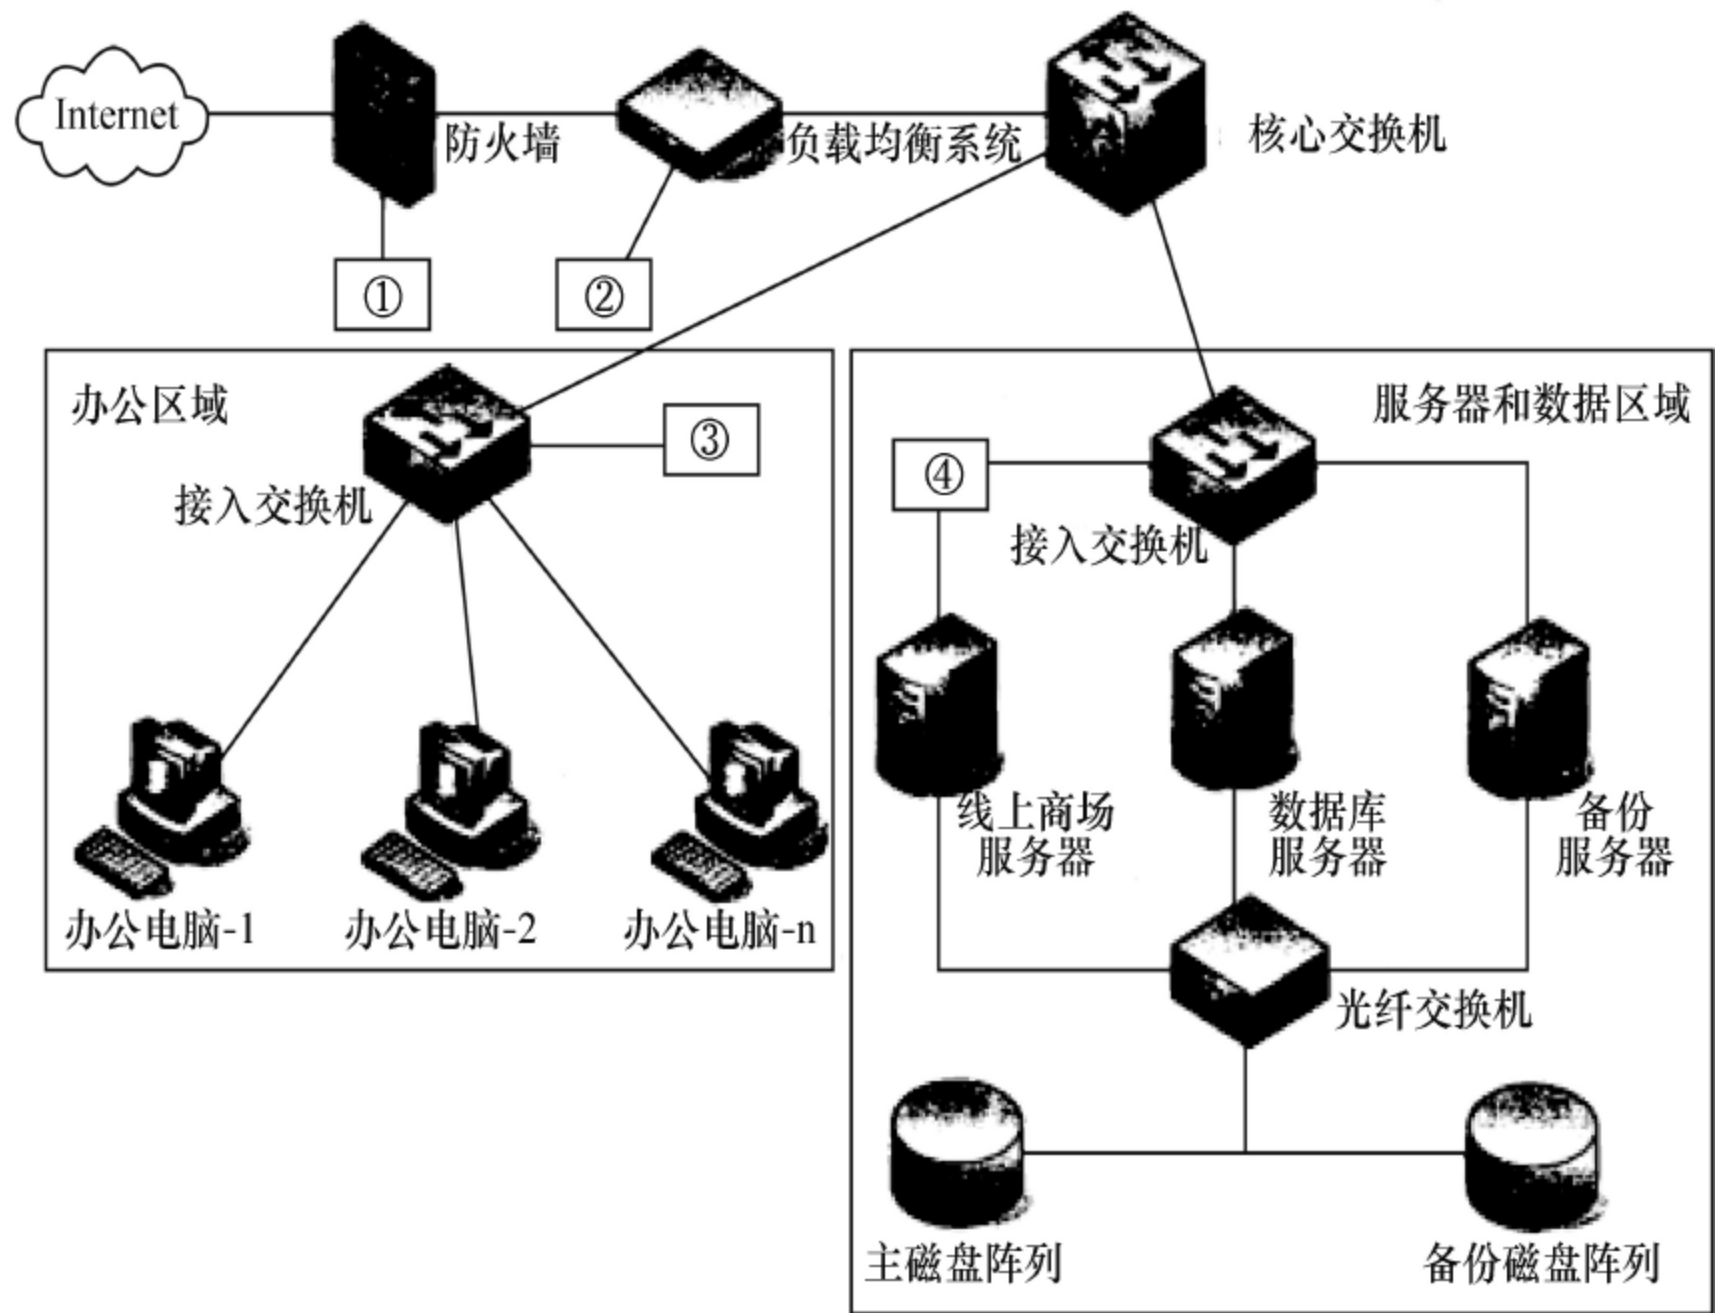 Internet
防火墙
负载均衡系统
核心交换机
①
②
办公区域
③
接入交换机
办公电脑-1
办公电脑-2
办公电脑-n
服务器和数据区域
④
接入交换机
线上商场
服务器
数据库
服务器
备份
服务器
光纤交换机
主磁盘阵列
备份磁盘阵列